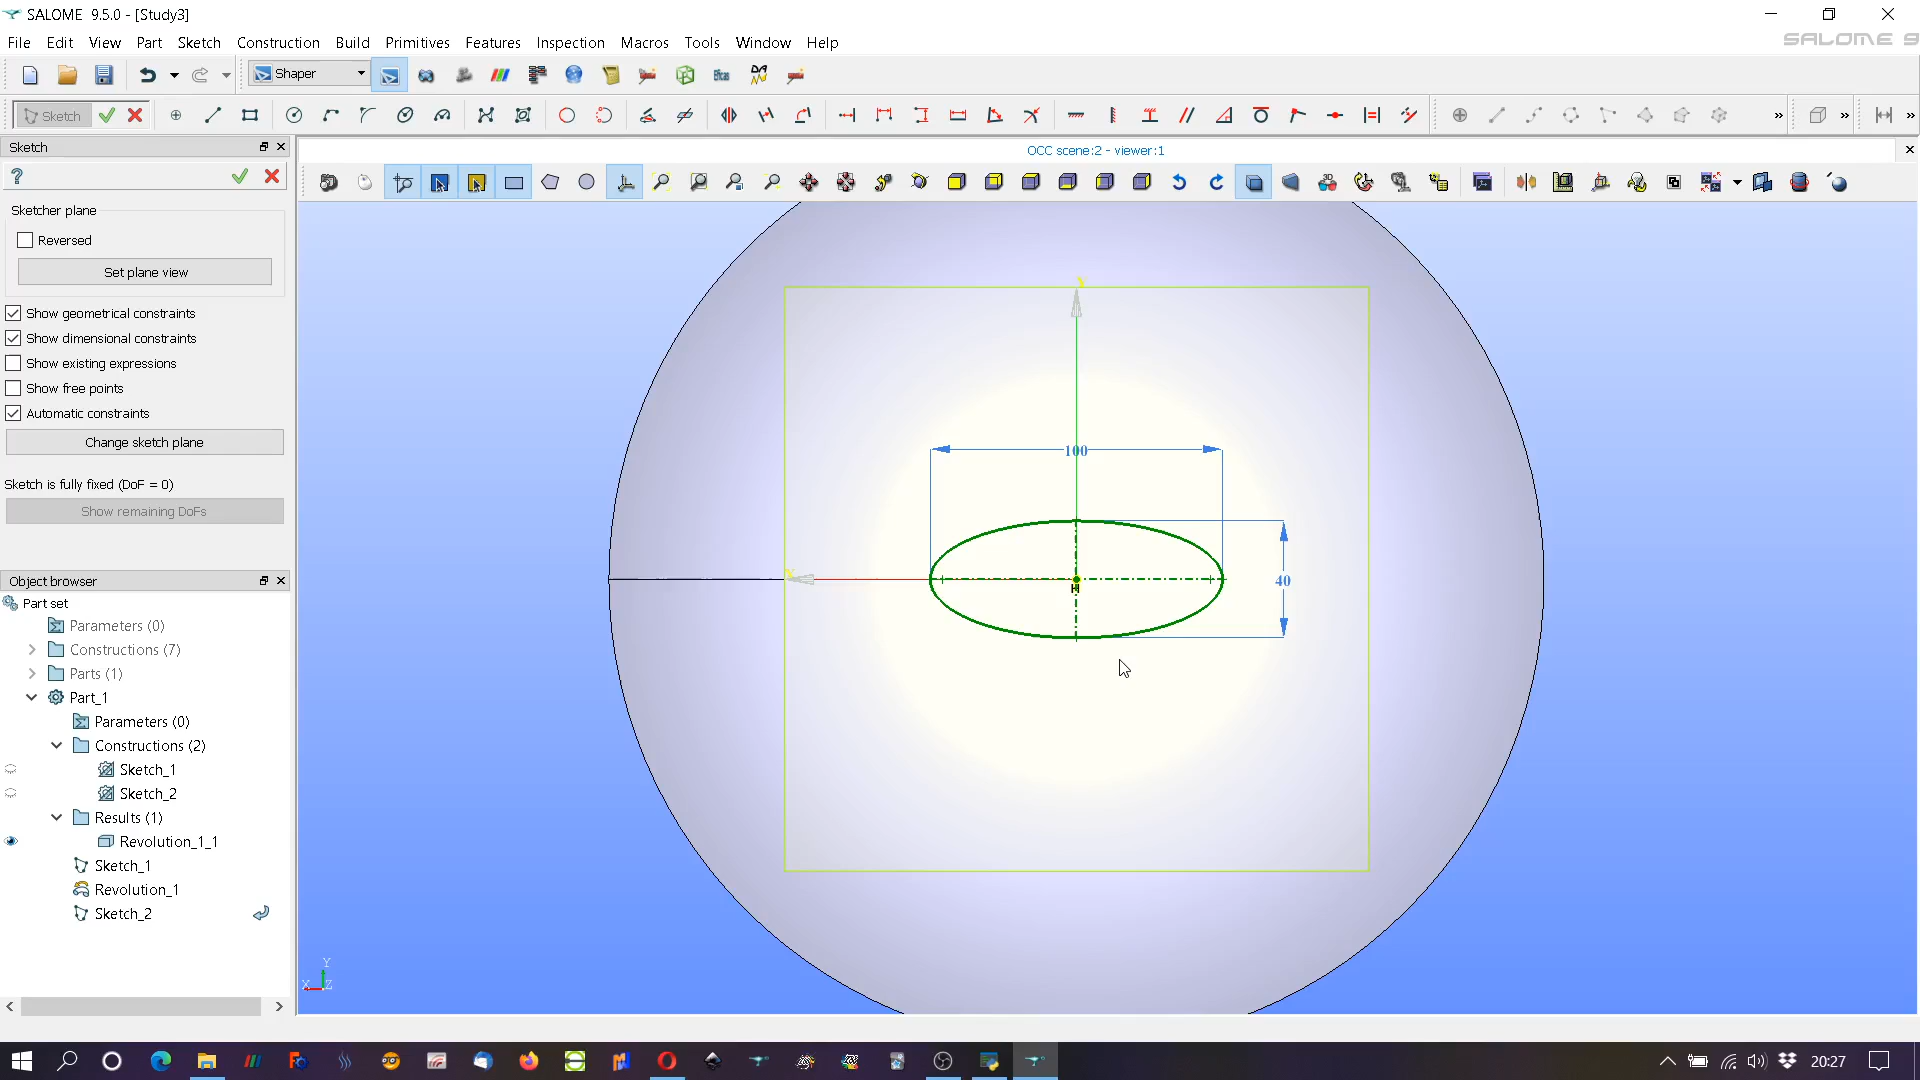 SALOME 9.5.0 - [Study3]
File Edit View Part Sketch Construction Build Primitives Features Inspection Macros Tools Window Help
SALOME 9
Shaper
Eficas
Sketch
»
»
»
Sketch
OCC scene:2 - viewer:1
?
Sketcher plane
Reversed
Set plane view
Show geometrical constraints
Show dimensional constraints
Show existing expressions
Show free points
Automatic constraints
Change sketch plane
Sketch is fully fixed (DoF = 0)
Show remaining DoFs
Object browser
Part set
Parameters (0)
Constructions (7)
Parts (1)
Part_1
Parameters (0)
Constructions (2)
Sketch_1
Sketch_2
Results (1)
Revolution_1_1
Sketch_1
Revolution_1
Sketch_2
Y
100
X
H
40
Y
X Z
20:27